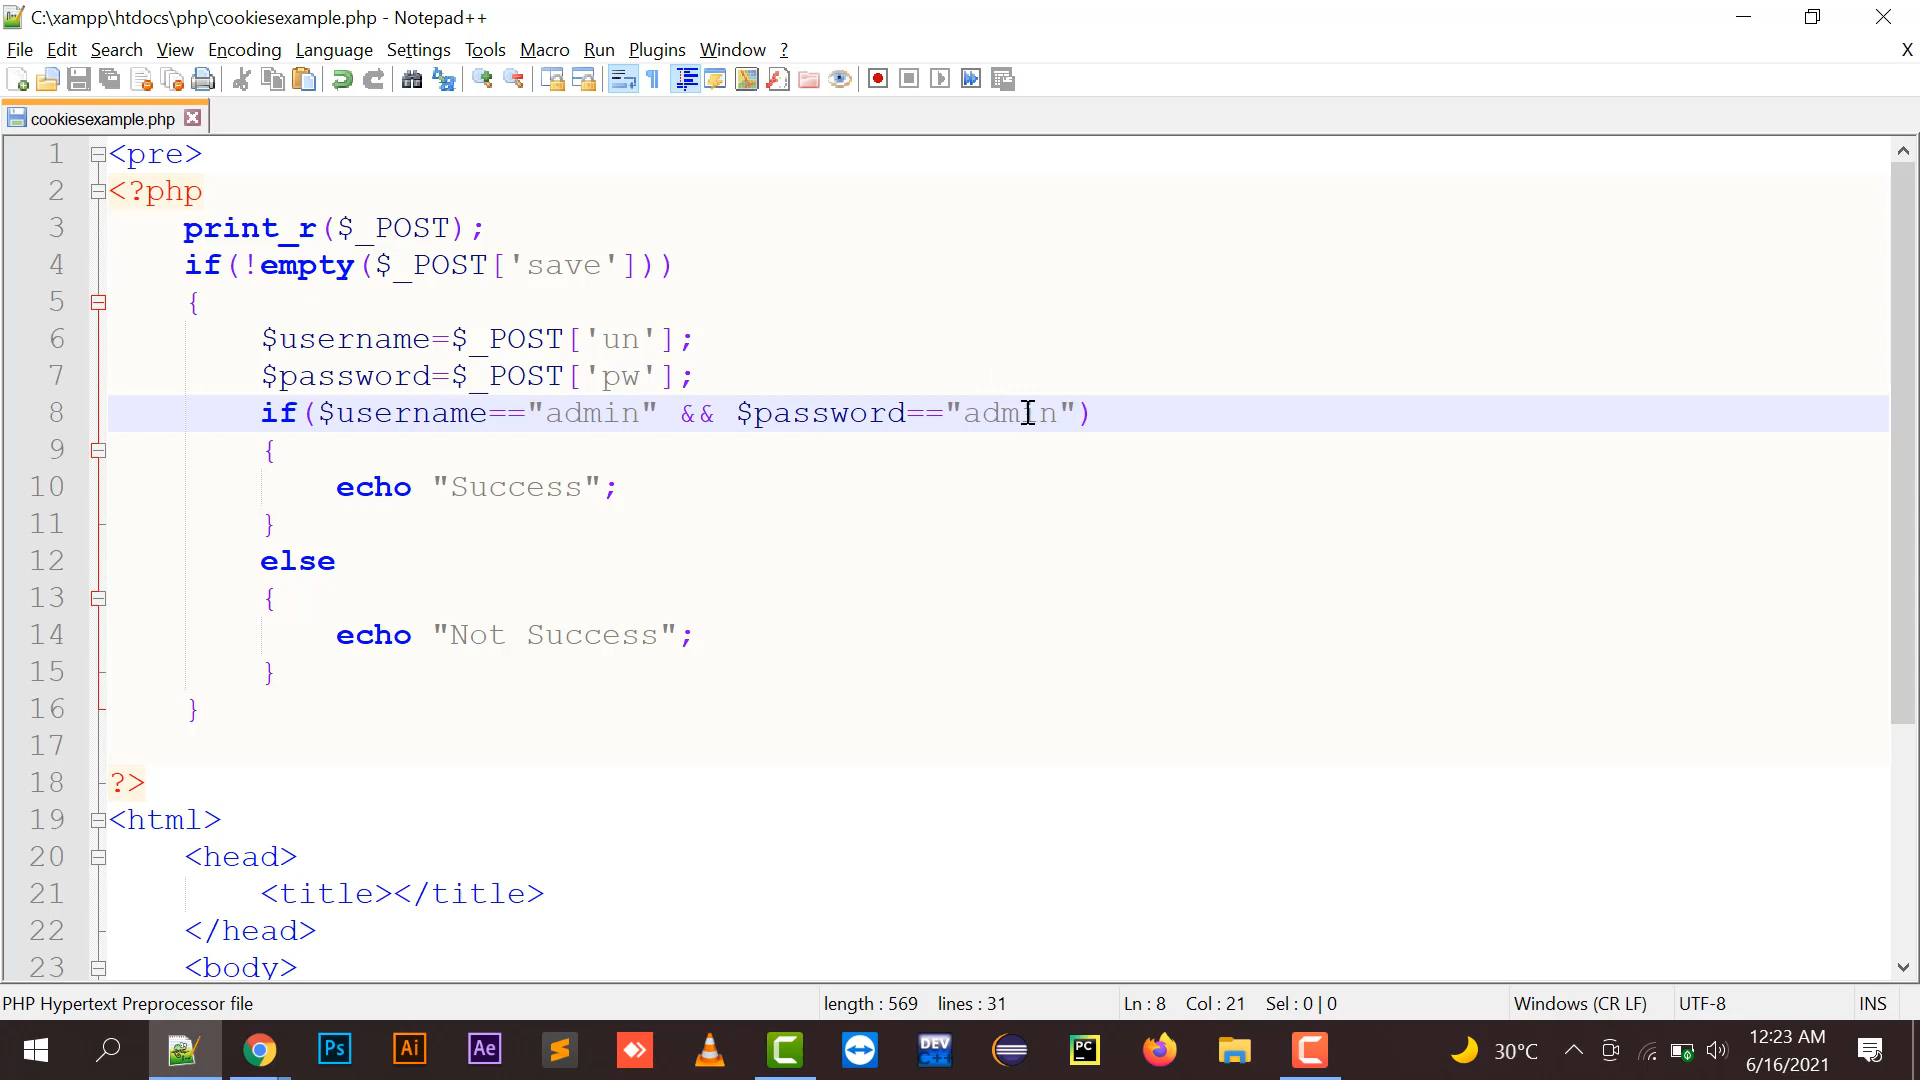 C:\xampp\htdocs\php\cookiesexample.php - Notepad++
File Edit Search View Encoding Language Settings Tools Macro Run Plugins Window ? X
cookiesexample.php
1 <pre>
2 <?php
3 print_r($_POST);
4 if(!empty($_POST['save']))
5 {
6 $username=$_POST['un'];
7 $password=$_POST['pw'];
8 if($username=="admin" && $password=="admin")
9 {
10 echo "Success";
11 }
12 else
13 {
14 echo "Not Success";
15 }
16 }
17
18 ?>
19 <html>
20 <head>
21 <title></title>
22 </head>
23 <body>
PHP Hypertext Preprocessor file length : 569 lines : 31 Ln : 8 Col : 21 Sel : 0 | 0 Windows (CR LF) UTF-8 INS
Ps Ai Ae DEV C++ PC 30°C 12:23 AM
6/16/2021